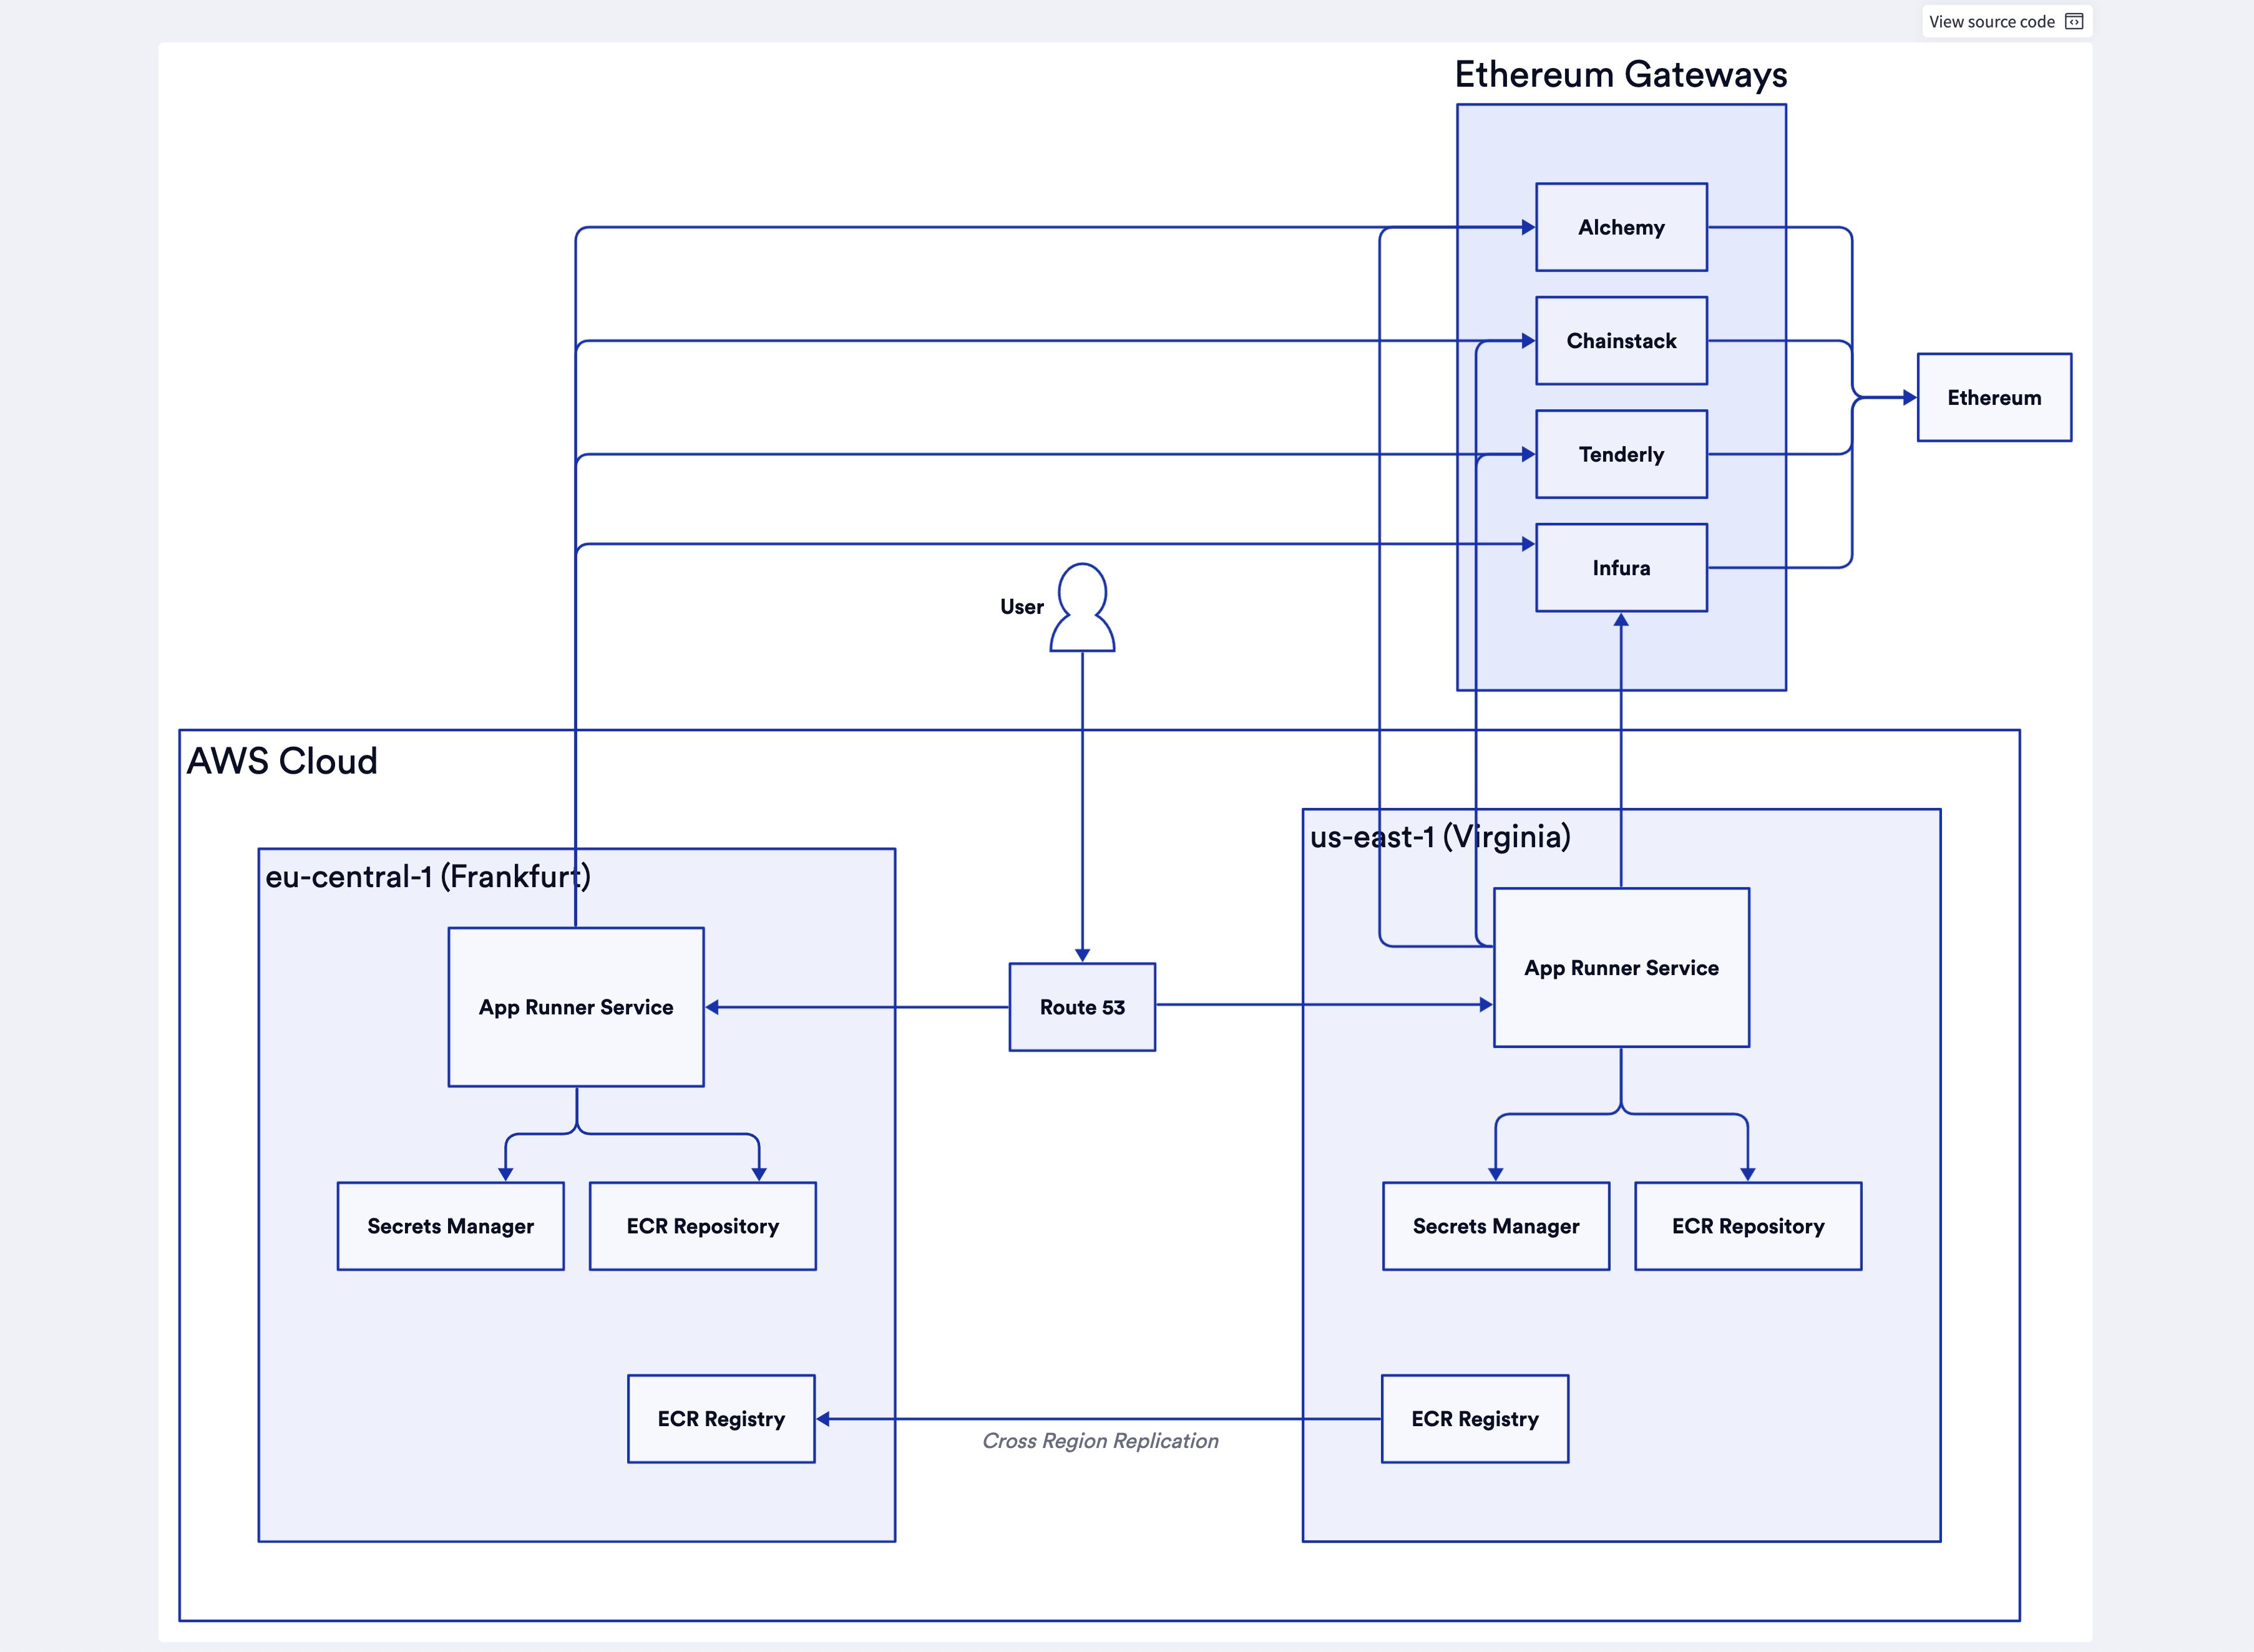 View source code
Ethereum Gateways
Alchemy
Chainstack
Ethereum
Tenderly
Infura
User
AWS Cloud
us-east-1 (Virginia)
eu-central-1 (Frankfurt)
App Runner Service
App Runner Service
Route 53
Secrets Manager
ECR Repository
Secrets Manager
ECR Repository
ECR Registry
ECR Registry
Cross Region Replication